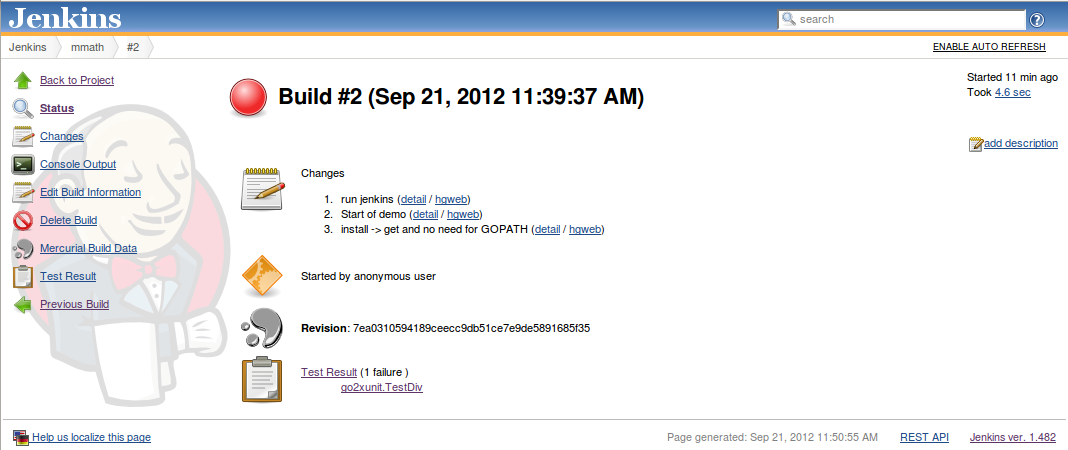 Jenkins
search
Jenkins mmath #2
ENABLE AUTO REFRESH
Back to Project
Status
Changes
Console Output
Edit Build Information
Delete Build
Mercurial Build Data
Test Result
Previous Build
Build #2 (Sep 21, 2012 11:39:37 AM)
Started 11 min ago
Took 4.6 sec
add description
Changes
1. run jenkins (detail / hgweb)
2. Start of demo (detail / hgweb)
3. install -> get and no need for GOPATH (detail / hgweb)
Started by anonymous user
Revision: 7ea0310594189ceecc9db51ce7e9de5891685f35
Test Result (1 failure )
go2xunit.TestDiv
Help us localize this page
Page generated: Sep 21, 2012 11:50:55 AM
REST API
Jenkins ver. 1.482